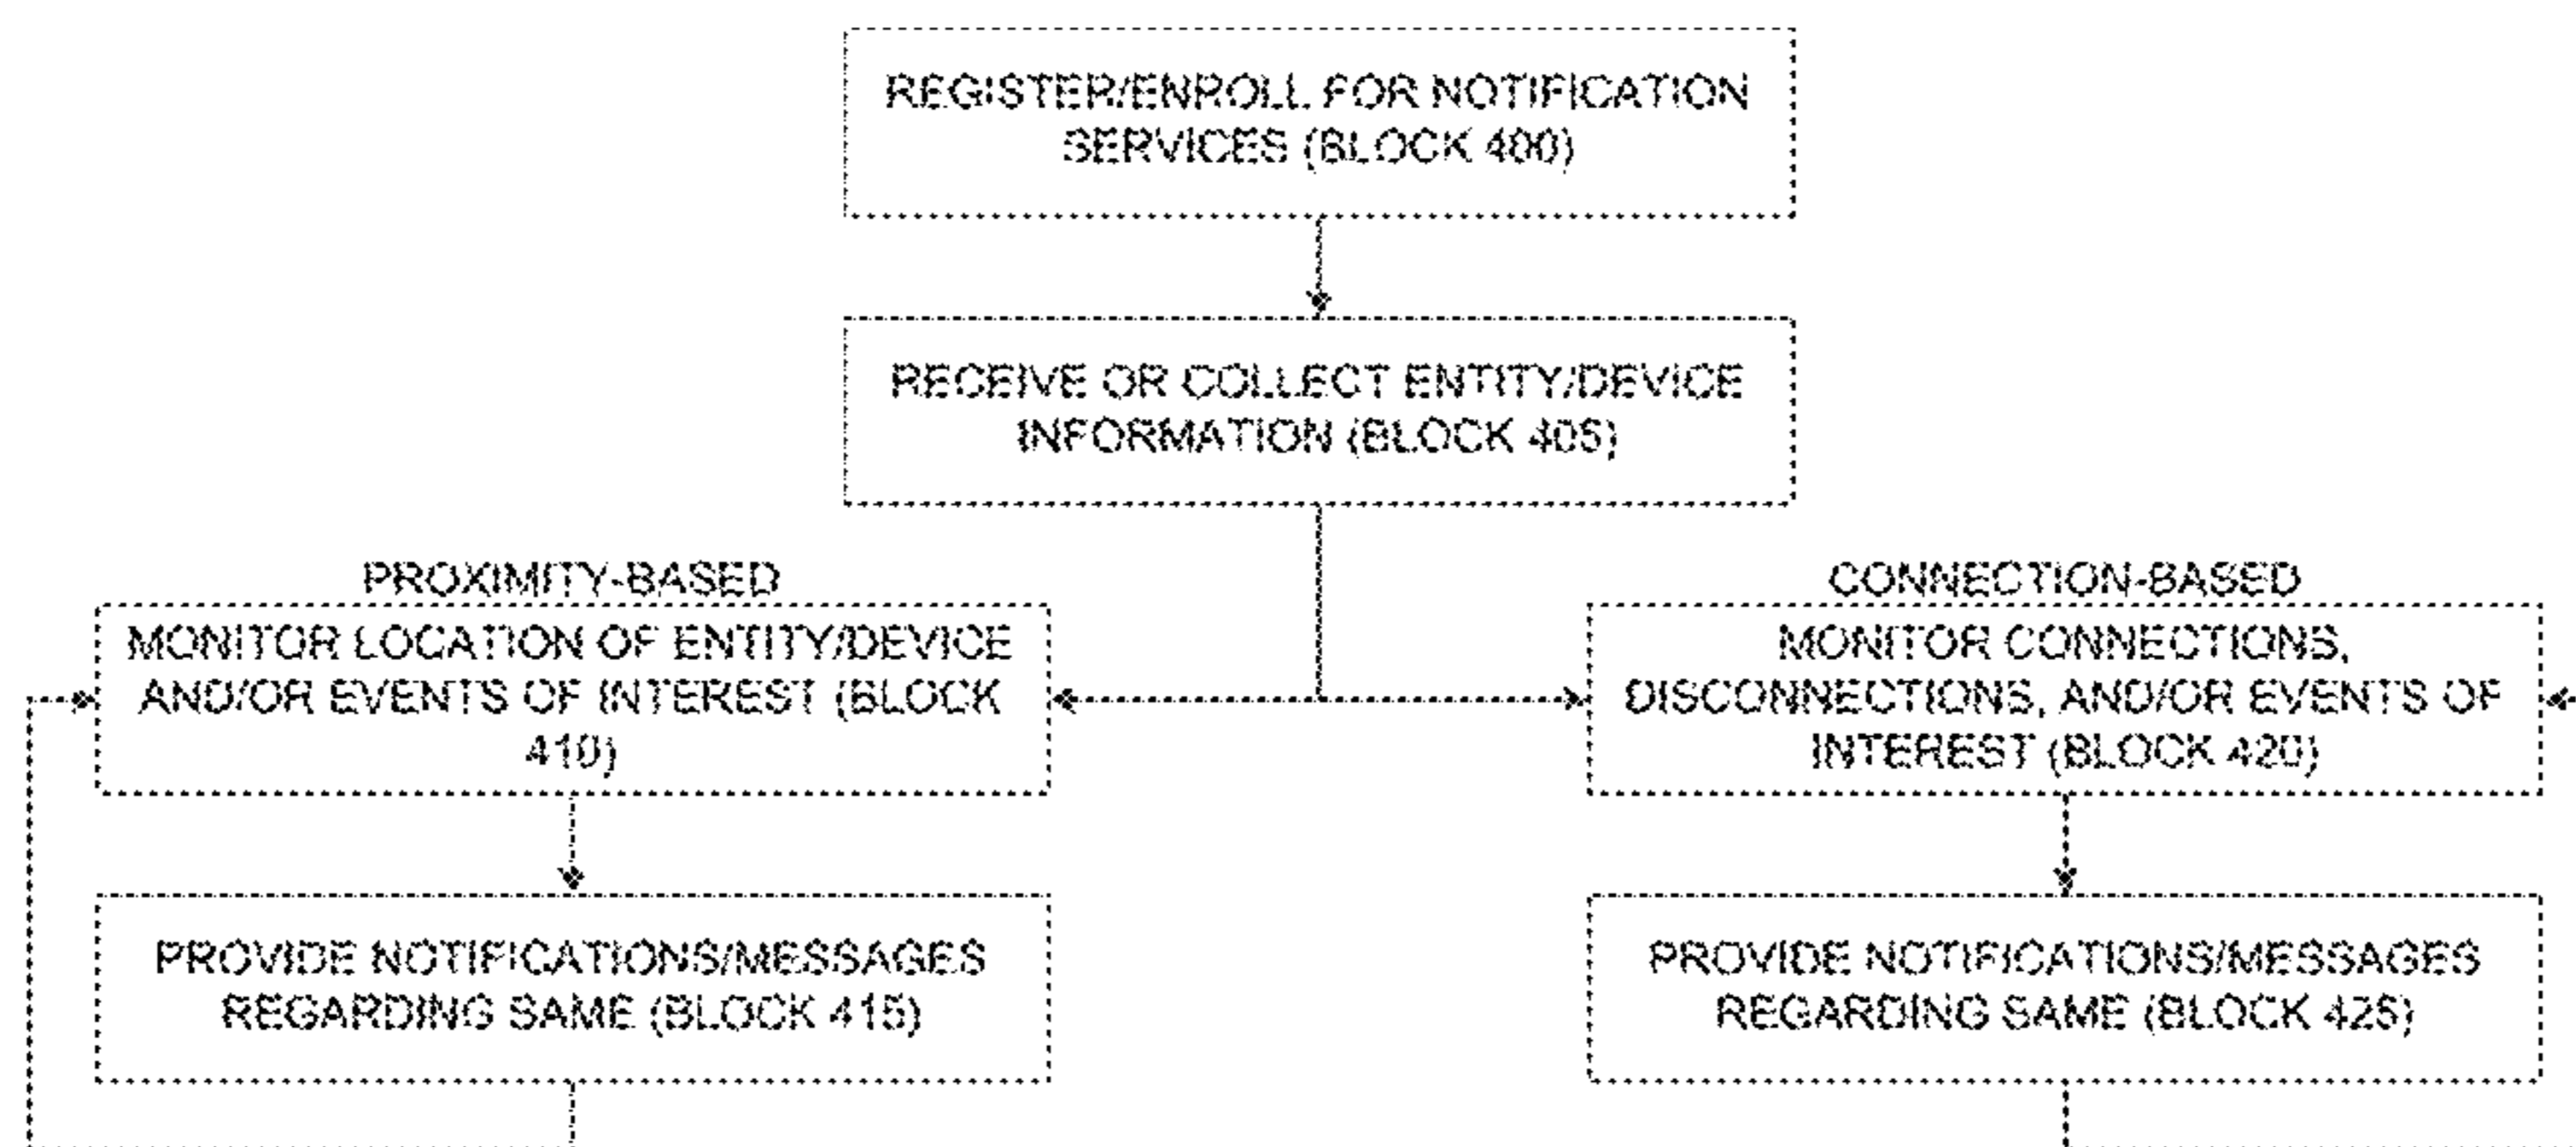 REGISTER/ENROLL FOR NOTIFICATION
SERVICES (BLOCK 400)
RECEIVE OR COLLECT ENTITY/DEVICE
INFORMATION (BLOCK 405)
PROXIMITY-BASED
MONITOR LOCATION OF ENTITY/DEVICE
AND/OR EVENTS OF INTEREST (BLOCK
410)
PROVIDE NOTIFICATIONS/MESSAGES
REGARDING SAME (BLOCK 415)
CONNECTION-BASED
MONITOR CONNECTIONS,
DISCONNECTIONS, AND/OR EVENTS OF
INTEREST (BLOCK 420)
PROVIDE NOTIFICATIONS/MESSAGES
REGARDING SAME (BLOCK 425)